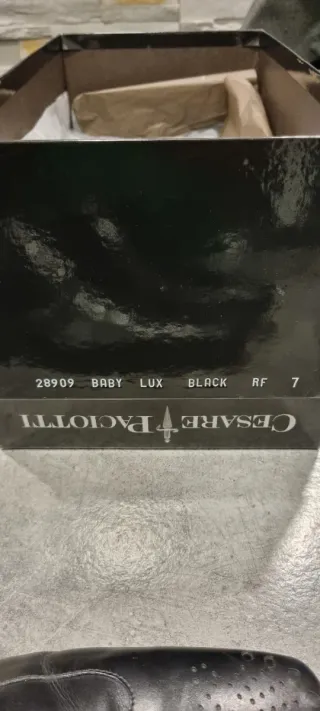 28909 BABY LUX BLACK RF 7
CESARE PACIOTTI